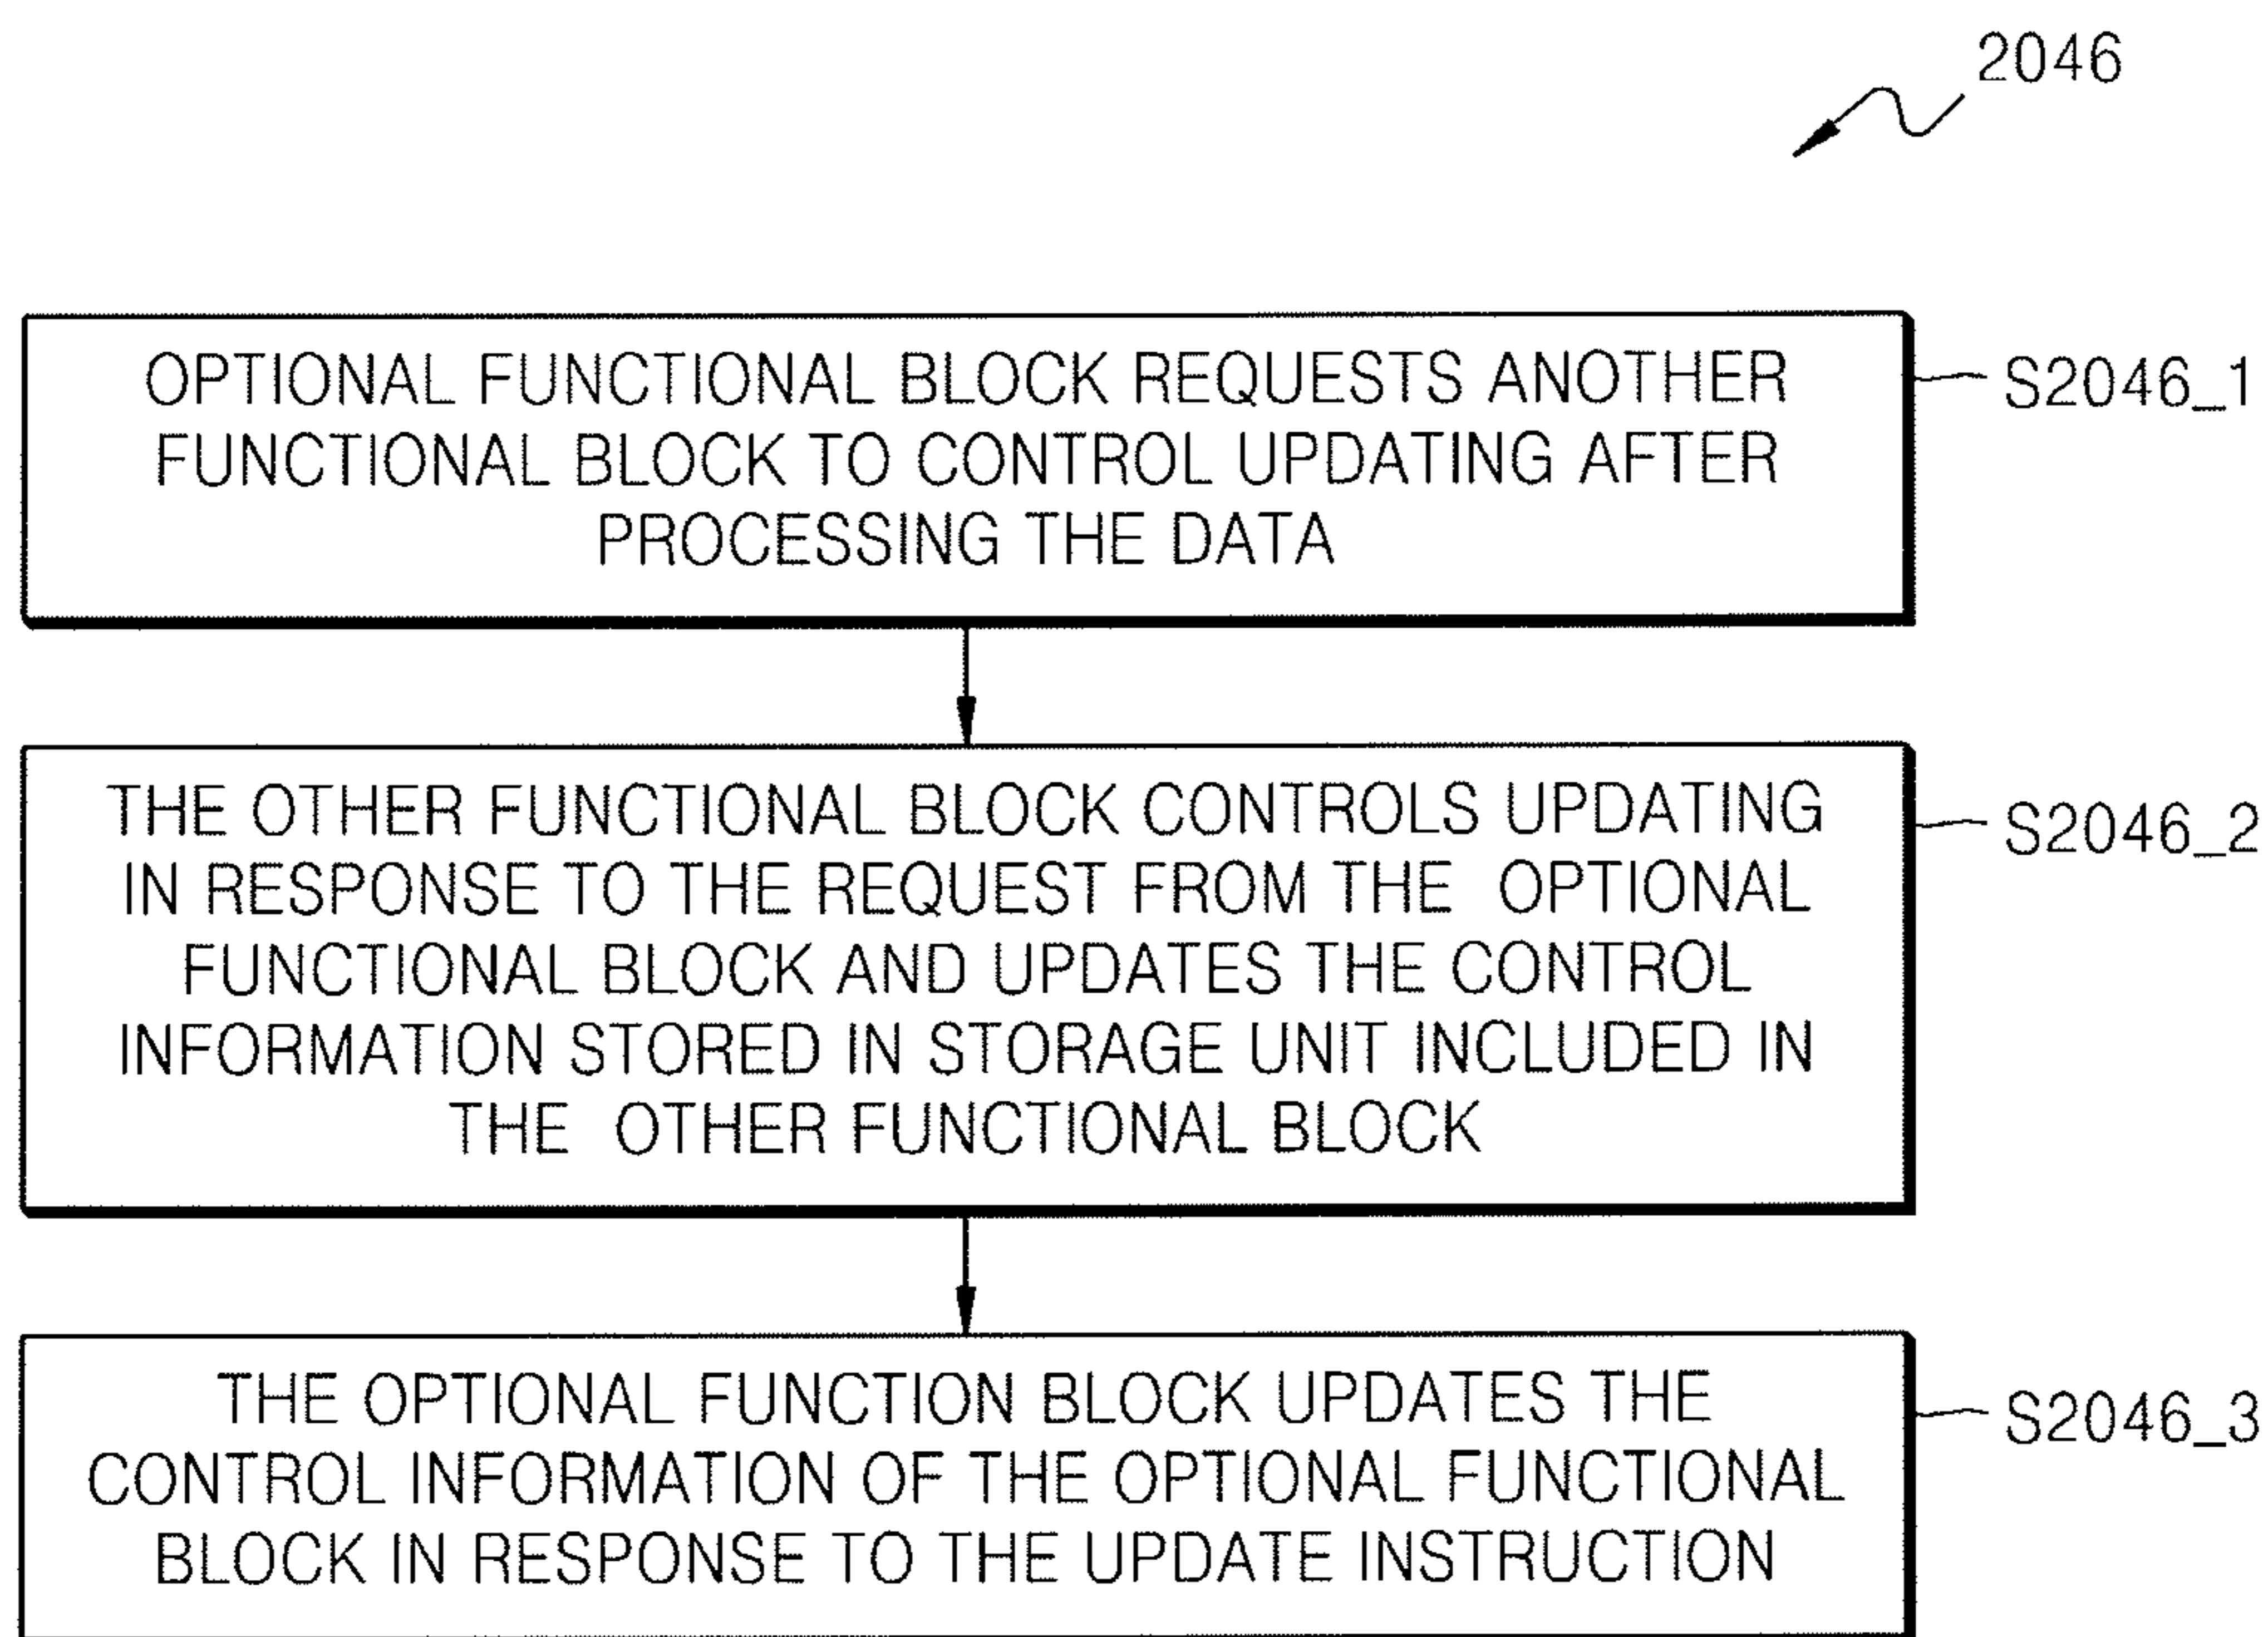 2046
OPTIONAL FUNCTIONAL BLOCK REQUESTS ANOTHER
FUNCTIONAL BLOCK TO CONTROL UPDATING AFTER
PROCESSING THE DATA
S2046_1
THE OTHER FUNCTIONAL BLOCK CONTROLS UPDATING
IN RESPONSE TO THE REQUEST FROM THE OPTIONAL
FUNCTIONAL BLOCK AND UPDATES THE CONTROL
INFORMATION STORED IN STORAGE UNIT INCLUDED IN
THE OTHER FUNCTIONAL BLOCK
S2046_2
THE OPTIONAL FUNCTION BLOCK UPDATES THE
CONTROL INFORMATION OF THE OPTIONAL FUNCTIONAL
BLOCK IN RESPONSE TO THE UPDATE INSTRUCTION
S2046_3